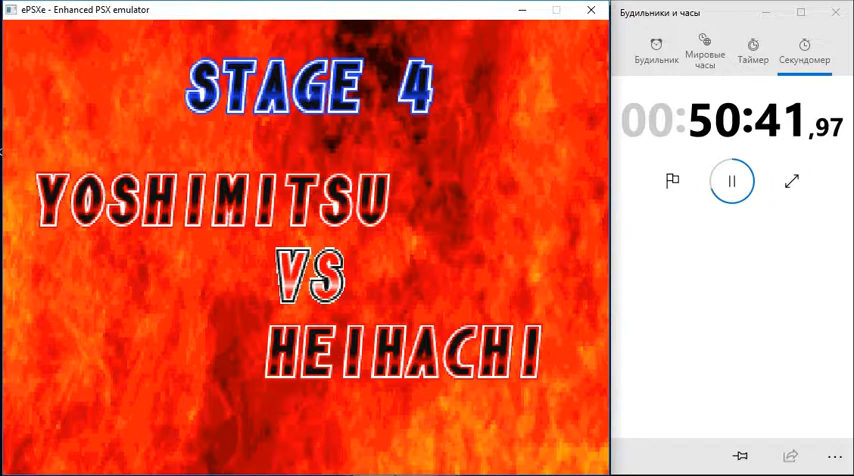 ePSXe - Enhanced PSX emulator
STAGE 4
YOSHIMITSU
VS
HEIHACHI
Будильники и часы
Будильник
Мировые
часы
Таймер
Секундомер
00:50:41,97